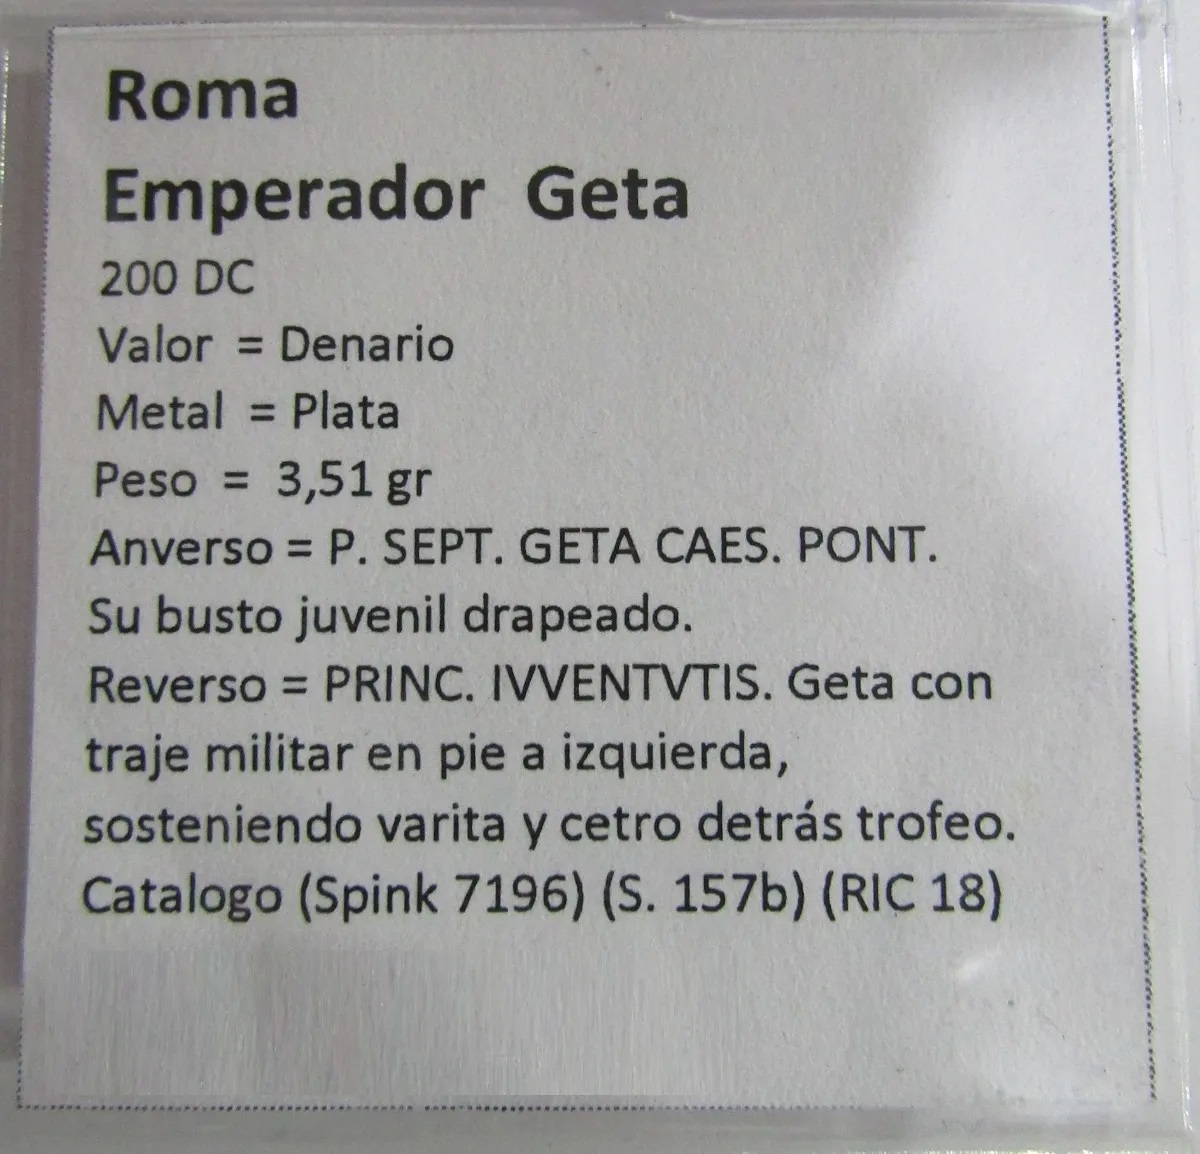 Roma
Emperador Geta
200 DC
Valor = Denario
Metal = Plata
Peso = 3,51 gr
Anverso = P. SEPT. GETA CAES. PONT.
Su busto juvenil drapeado.
Reverso = PRINC. IVVENTVTIS. Geta con
traje militar en pie a izquierda,
sosteniendo varita y cetro detrás trofeo.
Catalogo (Spink 7196) (S. 157b) (RIC 18)